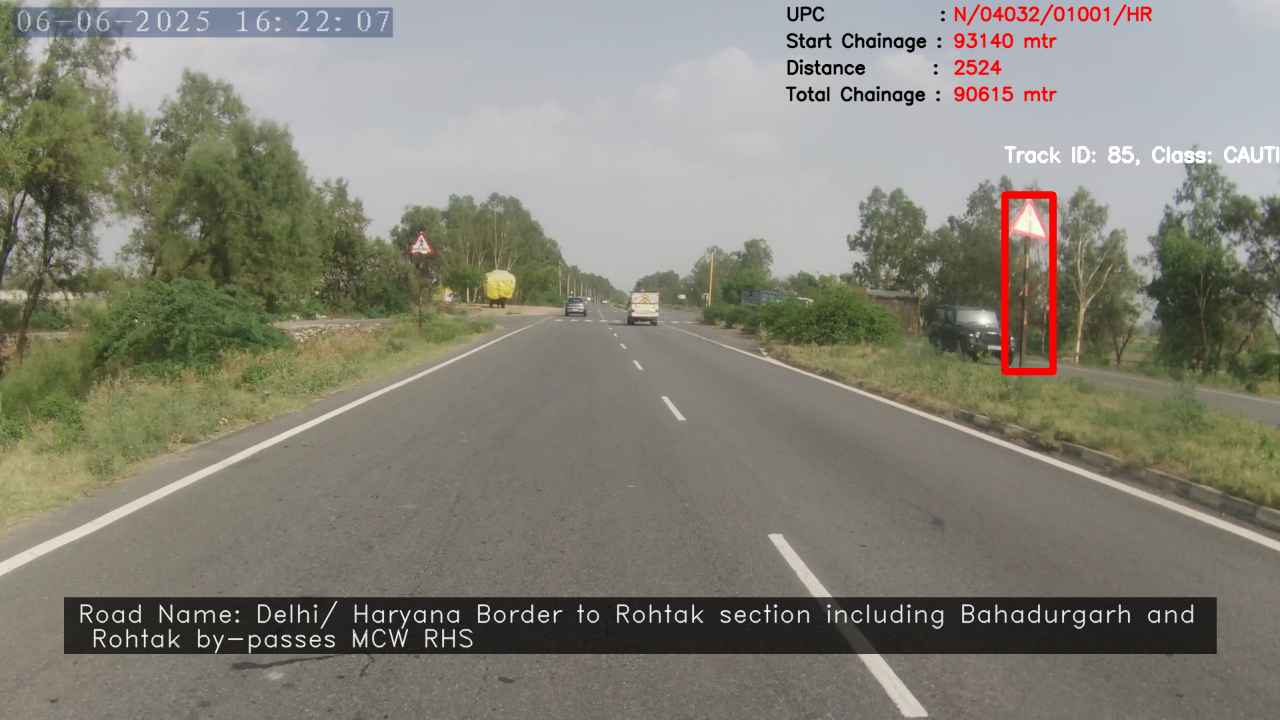 06-06-2025 16:22:07
UPC : N/04032/01001/HR
Start Chainage : 93140 mtr
Distance : 2524
Total Chainage : 90615 mtr
Track ID: 85, Class: CAUTI
Road Name: Delhi/ Haryana Border to Rohtak section including Bahadurgarh and
Rohtak by-passes MCW RHS